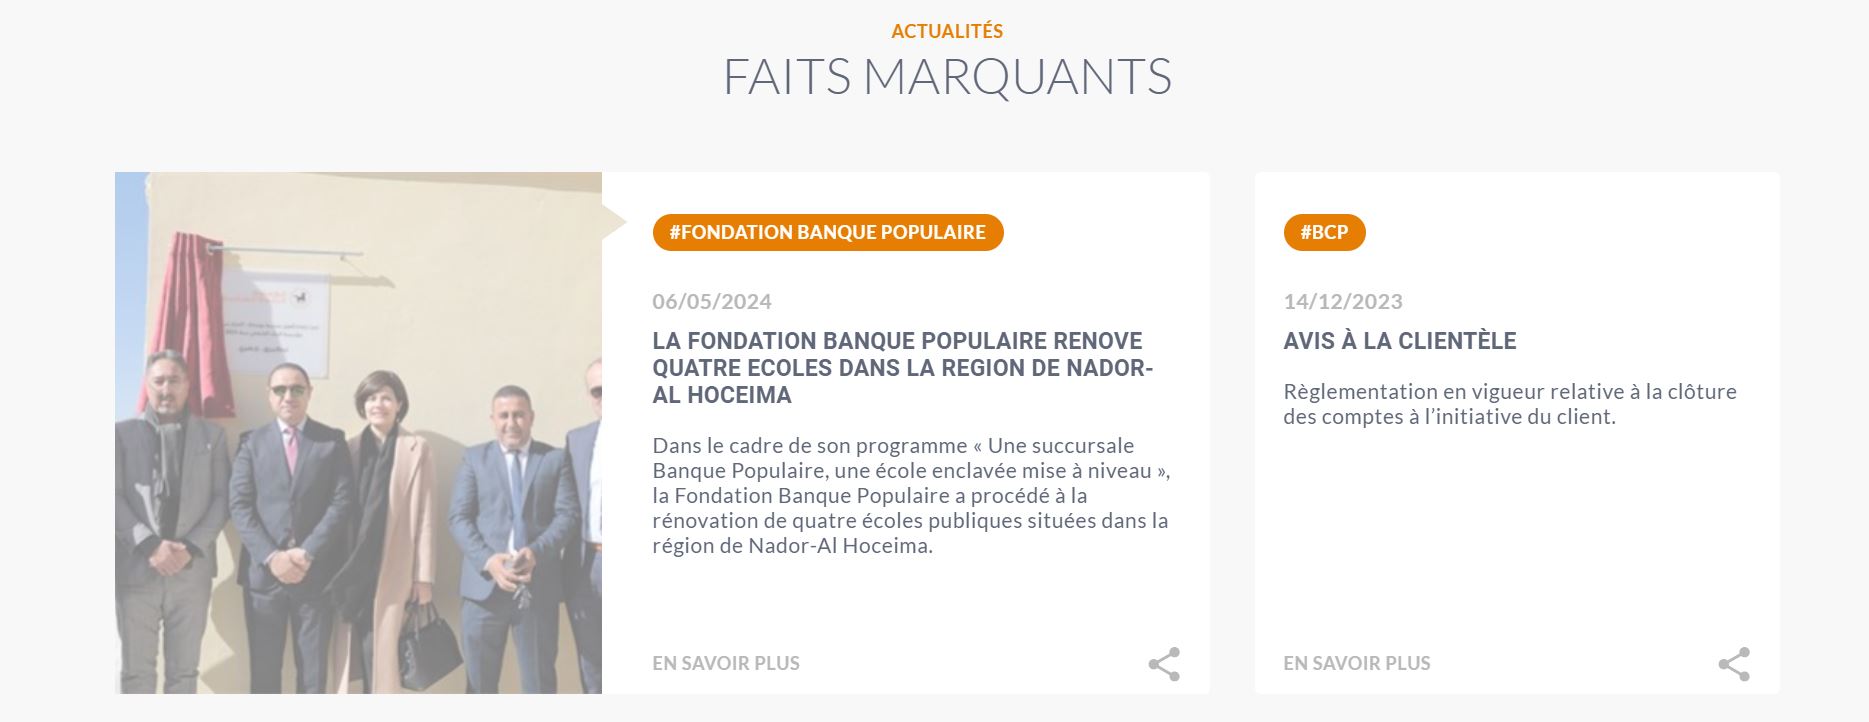 ACTUALITÉS
FAITS MARQUANTS
#FONDATION BANQUE POPULAIRE
06/05/2024
LA FONDATION BANQUE POPULAIRE RENOVE
QUATRE ECOLES DANS LA REGION DE NADOR-
AL HOCEIMA
Dans le cadre de son programme « Une succursale
Banque Populaire, une école enclavée mise à niveau »,
la Fondation Banque Populaire a procédé à la
rénovation de quatre écoles publiques situées dans la
région de Nador-Al Hoceima.
EN SAVOIR PLUS
#BCP
14/12/2023
AVIS À LA CLIENTÈLE
Règlementation en vigueur relative à la clôture
des comptes à l’initiative du client.
EN SAVOIR PLUS